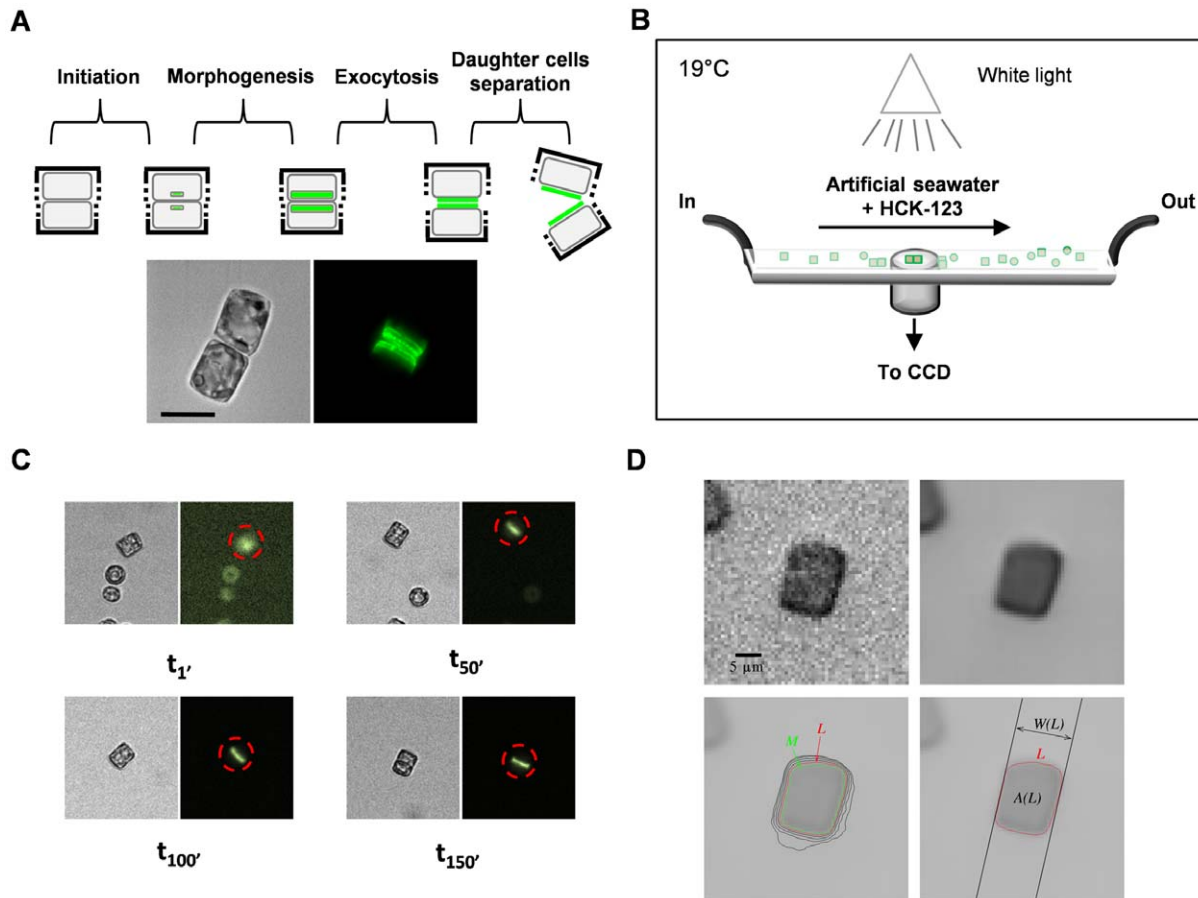 A
Initiation
Morphogenesis
Exocytosis
Daughter cells
separation
B
19°C
White light
Artificial seawater
+ HCK-123
In
Out
To CCD
C
t1'
t50'
t100'
t150'
D
5 μm
M
L
W(L)
L
A(L)